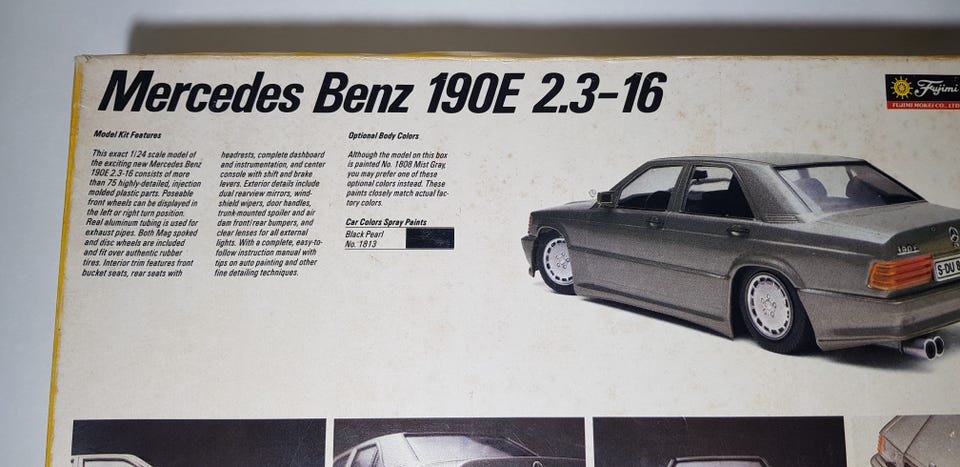 Mercedes Benz 190E 2.3-16
Fujimi
FUJIMI MOKEI CO., LTD
Model Kit Features
This exact 1/24 scale model of
the exciting new Mercedes Benz
190E 2.3-16 consists of more
than 75 highly-detailed, injection
molded plastic parts. Poseable
front wheels can be displayed in
the left or right turn position.
Real aluminum tubing is used for
exhaust pipes. Both Mag spoked
and disc wheels are included
and fit over authentic rubber
tires. Interior trim features front
bucket seats, rear seats with
headrests, complete dashboard
and instrumentation, and center
console with shift and brake
levers. Exterior details include
dual rearview mirrors, wind-
shield wipers, door handles,
trunk-mounted spoiler and air
dam front/rear bumpers, and
clear lenses for all external
lights. With a complete, easy-to-
follow instruction manual with
tips on auto painting and other
fine detailing techniques.
Optional Body Colors
Although the model on this box
is painted No. 1808 Mist Gray,
you may prefer one of these
optional colors instead. These
paints closely match actual fac-
tory colors.
Car Colors Spray Paints
Black Pearl
No. 1813
190E
S-DU 8